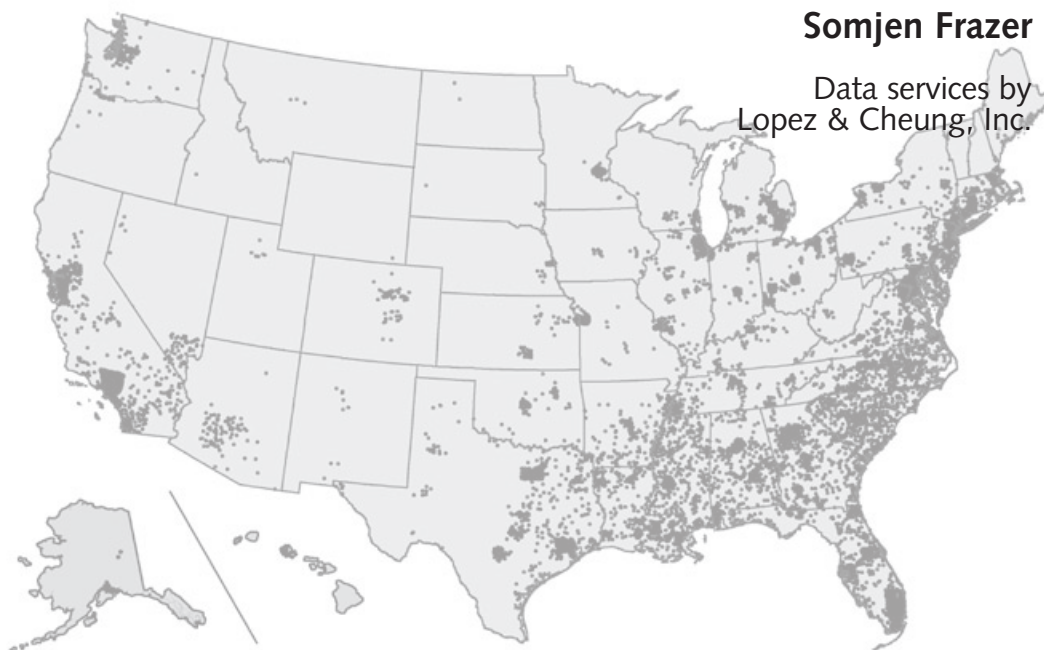 Somjen Frazer
Data services by
Lopez & Cheung, Inc.